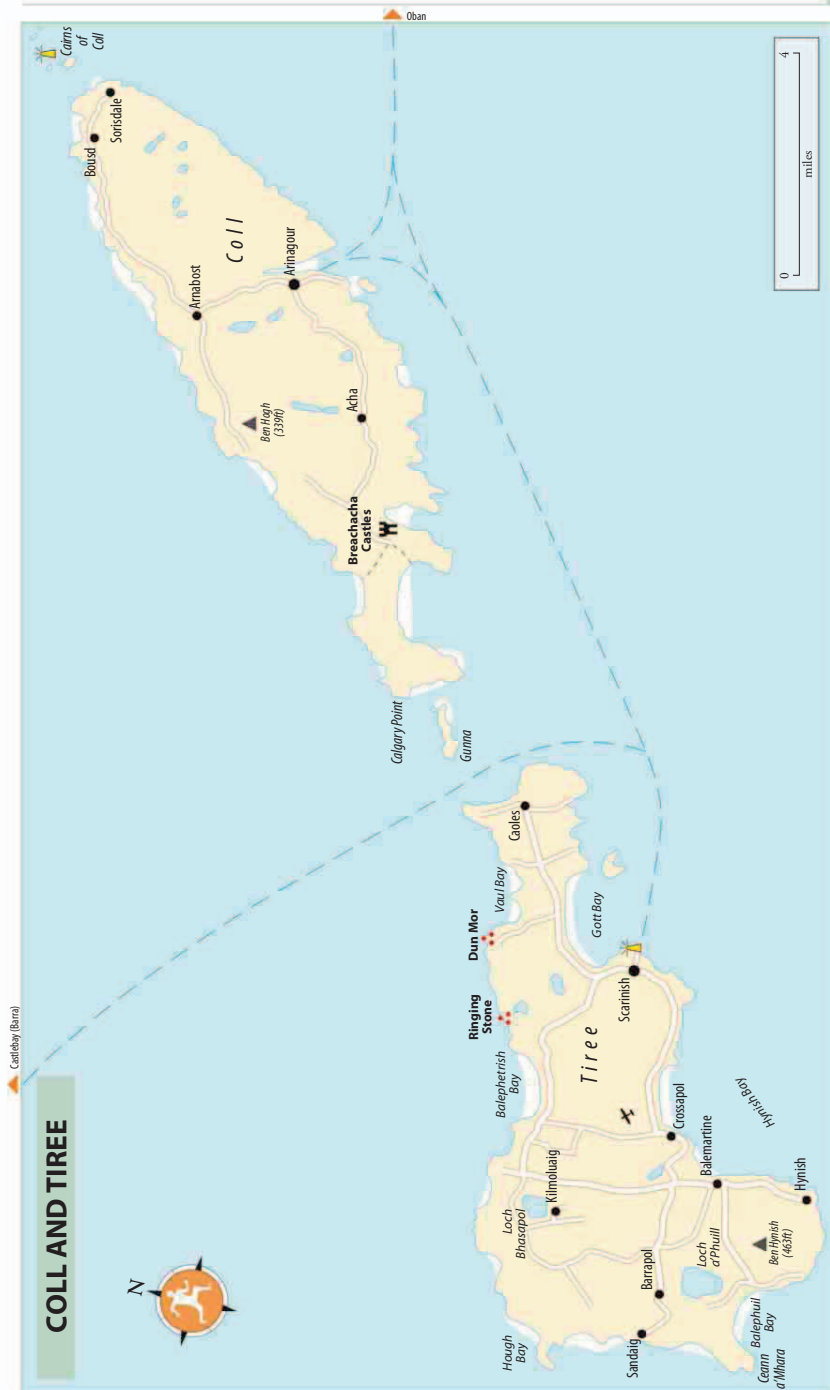 COLL AND TIREE
Castlebay (Barra)
Oban
N
Cairns
of
Coll
Sorisdale
Bousd
Coll
Arnabost
Arinagour
Ben Hogh
(339ft)
Acha
Breachacha
Castles
Calgary Point
Gunna
Caoles
Vaul Bay
Dun Mor
Gott Bay
Ringing
Stone
Scarinish
Tiree
Balephetrish
Bay
Crossapol
Hynish Bay
Balemartine
Kilmoluaig
Loch
Bhasapol
Hynish
Loch
a'Phuill
Ben Hynish
(463ft)
Barrapol
Sandaig
Hough
Bay
Balephuil
Bay
Ceann
a'Mhara
0
4
miles